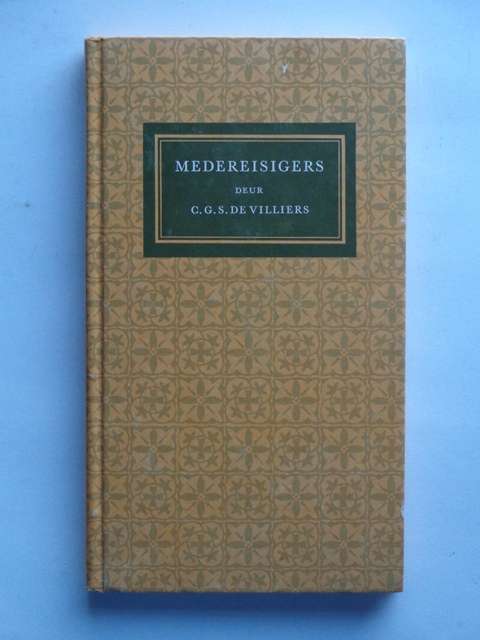 MEDEREISIGERS
DEUR
C. G. S. DE VILLIERS